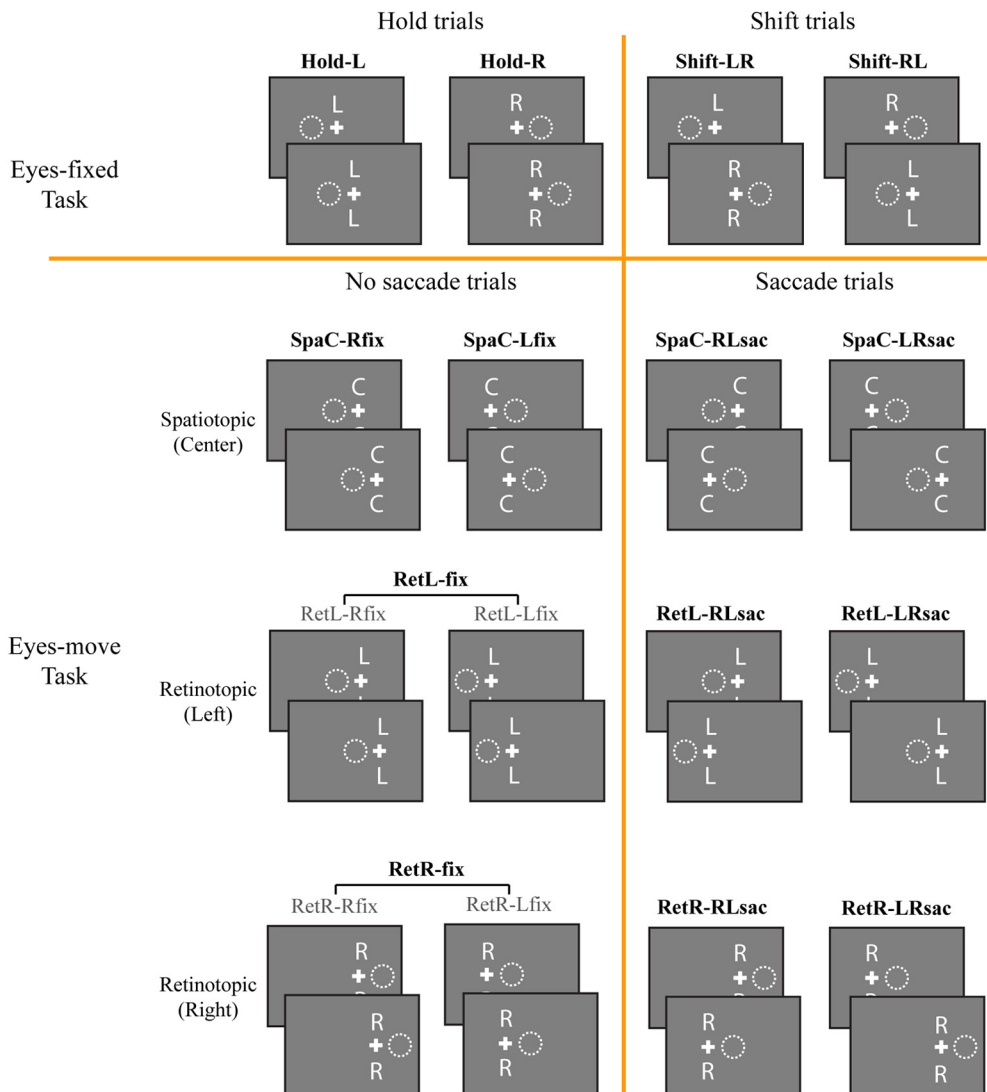 Hold trials
Shift trials
Hold-L
Hold-R
Shift-LR
Shift-RL
L
R
L
R
Eyes-fixed
Task
L
R
R
L
L
R
R
L
No saccade trials
Saccade trials
SpaC-Rfix
SpaC-Lfix
SpaC-RLsac
SpaC-LRsac
C
C
C
C
Spatiotopic
(Center)
C
C
C
C
C
C
C
C
RetL-fix
RetL-Rfix
RetL-Lfix
RetL-RLsac
RetL-LRsac
Eyes-move
Task
L
L
L
L
Retinotopic
(Left)
L
L
L
L
L
L
L
L
RetR-fix
RetR-Rfix
RetR-Lfix
RetR-RLsac
RetR-LRsac
R
R
R
R
Retinotopic
(Right)
R
R
R
R
R
R
R
R